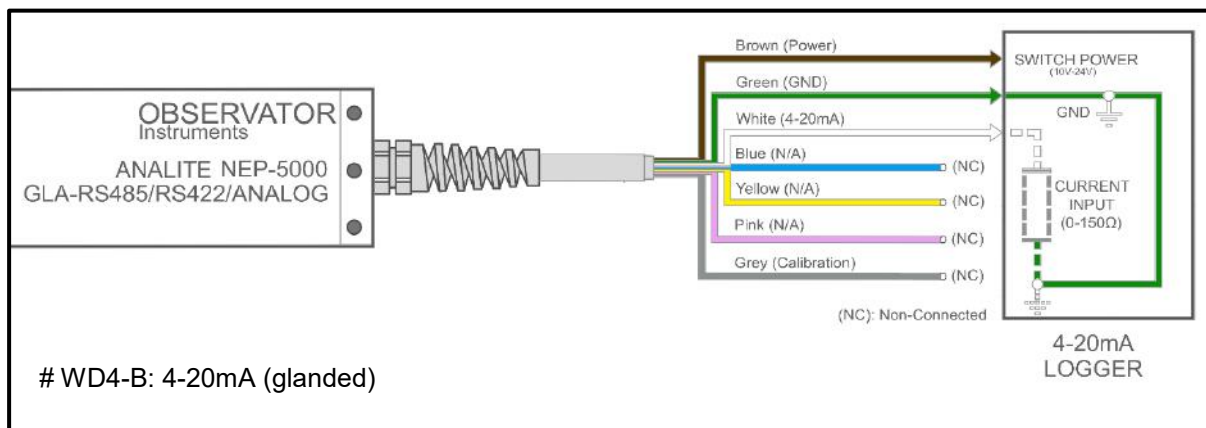 OBSERVATOR
Instruments
ANALITE NEP-5000
GLA-RS485/RS422/ANALOG
Brown (Power)
Green (GND)
White (4-20mA)
Blue (N/A)
(NC)
Yellow (N/A)
(NC)
Pink (N/A)
(NC)
Grey (Calibration)
(NC)
(NC): Non-Connected
SWITCH POWER
(10V-24V)
GND
CURRENT
INPUT
(0-150Ω)
4-20mA
LOGGER
# WD4-B: 4-20mA (glanded)